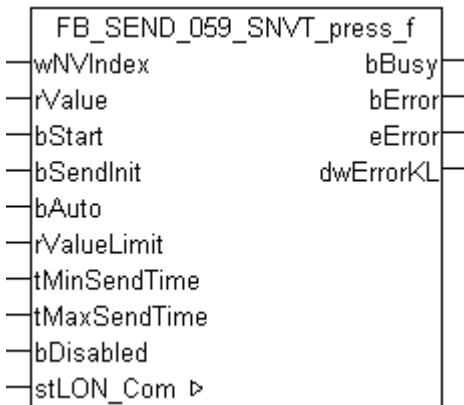 FB_SEND_059_SNVT_press_f
wNVIndex bBusy
rValue bError
bStart eError
bSendInit dwErrorKL
bAuto
rValueLimit
tMinSendTime
tMaxSendTime
bDisabled
stLON_Com ▷